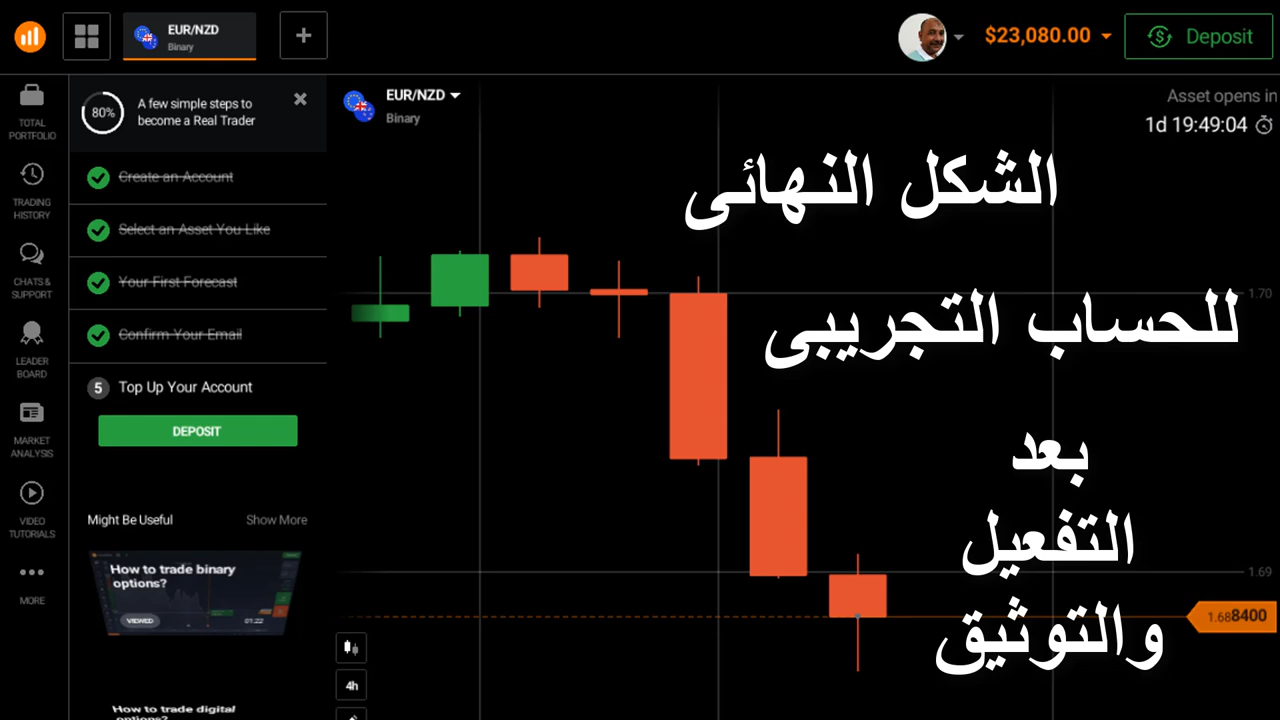 EUR/NZD
Binary
+
$23,080.00
Deposit
TOTAL PORTFOLIO
TRADING HISTORY
CHATS & SUPPORT
LEADER BOARD
MARKET ANALYSIS
VIDEO TUTORIALS
MORE
80%
A few simple steps to
become a Real Trader
Create an Account
Select an Asset You Like
Your First Forecast
Confirm Your Email
5 Top Up Your Account
DEPOSIT
Might Be Useful Show More
How to trade binary
options?
VIEWED 01:22
How to trade digital
options?
EUR/NZD
Binary
Asset opens in
1d 19:49:04
الشكل النهائى
للحساب التجريبى
بعد
التفعيل
والتوثيق
1.70
1.69
1.688400
4h